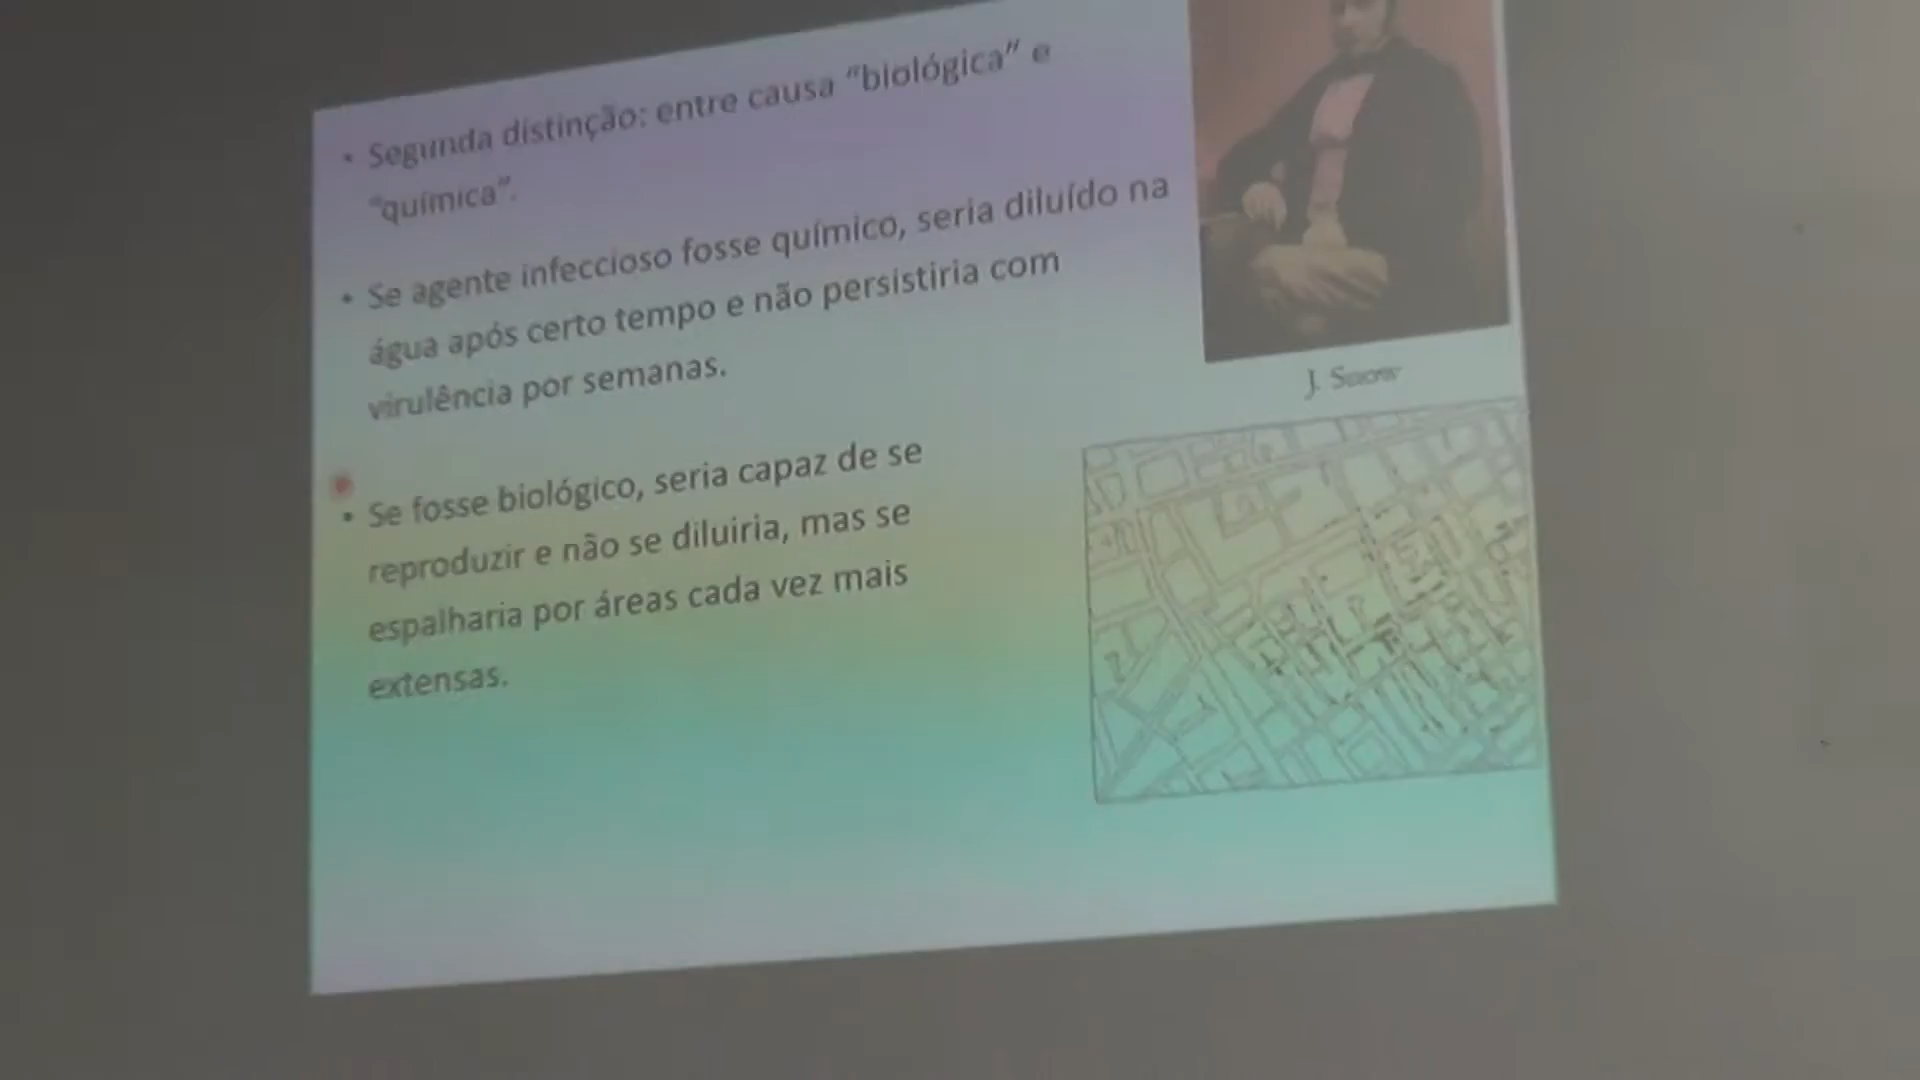 • Segunda distinção: entre causa "biológica" e
"química".
• Se agente infeccioso fosse químico, seria diluído na
água após certo tempo e não persistiria com
virulência por semanas.
• Se fosse biológico, seria capaz de se
reproduzir e não se diluiria, mas se
espalharia por áreas cada vez mais
extensas.
J. Snow